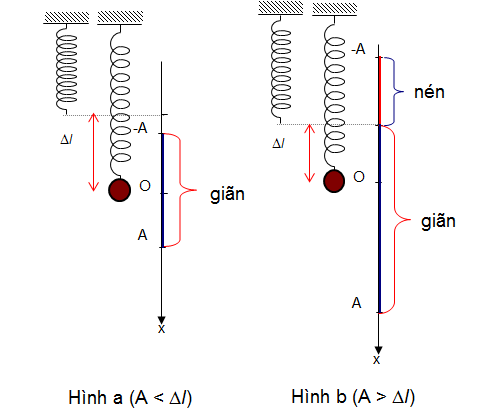 Δl
-A
O
A
x
giãn
Hình a (A < Δl)
-A
Δl
O
A
x
nén
giãn
Hình b (A > Δl)